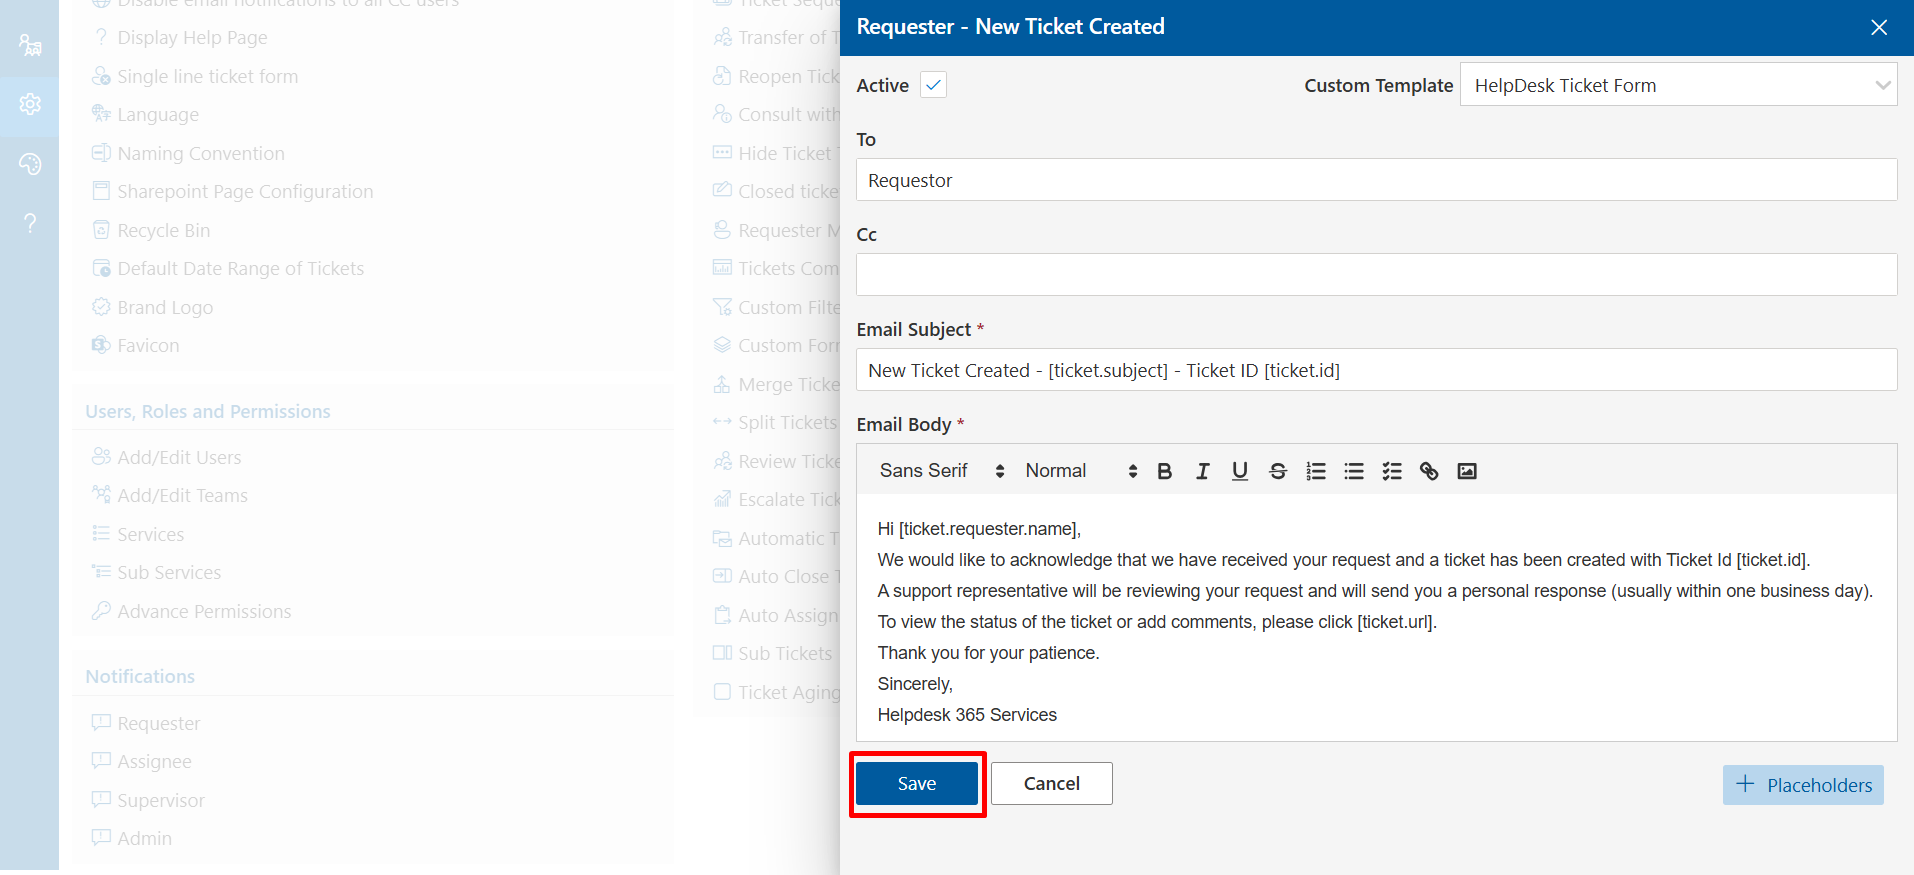 Disable email notifications to all CC users
Display Help Page
Single line ticket form
Language
Naming Convention
Sharepoint Page Configuration
Recycle Bin
Default Date Range of Tickets
Brand Logo
Favicon
Users, Roles and Permissions
Add/Edit Users
Add/Edit Teams
Services
Sub Services
Advance Permissions
Notifications
Requester
Assignee
Supervisor
Admin
Ticket
Transfer of
Reopen
Consult with
Hide Ticket
Closed
Requester
Tickets
Custom
Custom
Merge
Split Tickets
Review
Escalate
Automatic
Auto Close
Auto Assign
Sub Tickets
Ticket Aging
Requester - New Ticket Created
Active
Custom Template HelpDesk Ticket Form
To
Requestor
Cc
Email Subject *
New Ticket Created - [ticket.subject] - Ticket ID [ticket.id]
Email Body *
Sans Serif Normal B I U S
Hi [ticket.requester.name],
We would like to acknowledge that we have received your request and a ticket has been created with Ticket Id [ticket.id].
A support representative will be reviewing your request and will send you a personal response (usually within one business day).
To view the status of the ticket or add comments, please click [ticket.url].
Thank you for your patience.
Sincerely,
Helpdesk 365 Services
Save Cancel + Placeholders